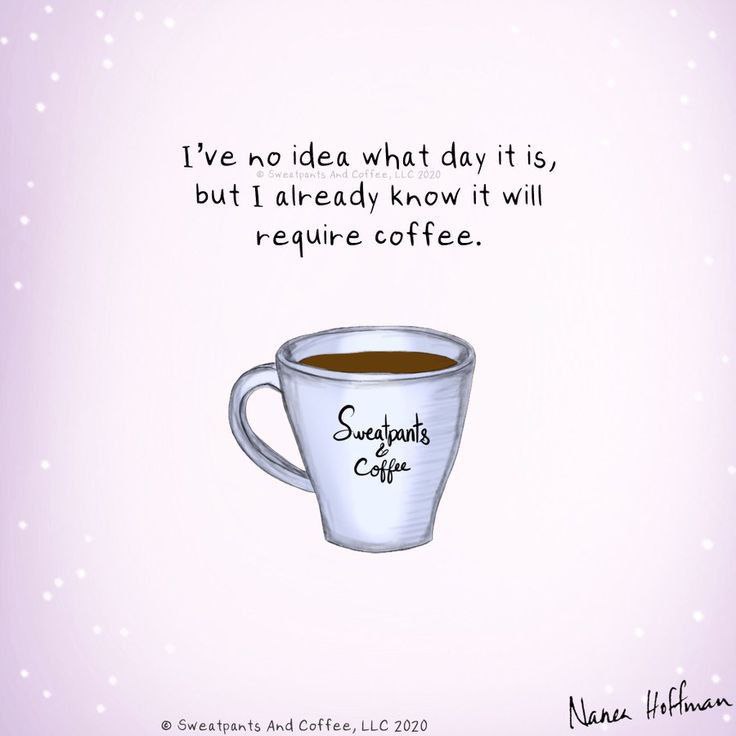 I've no idea what day it is,
© Sweatpants And Coffee, LLC 2020
but I already know it will
require coffee.
Sweatpants
&
Coffee
Nanea Hoffman
© Sweatpants And Coffee, LLC 2020